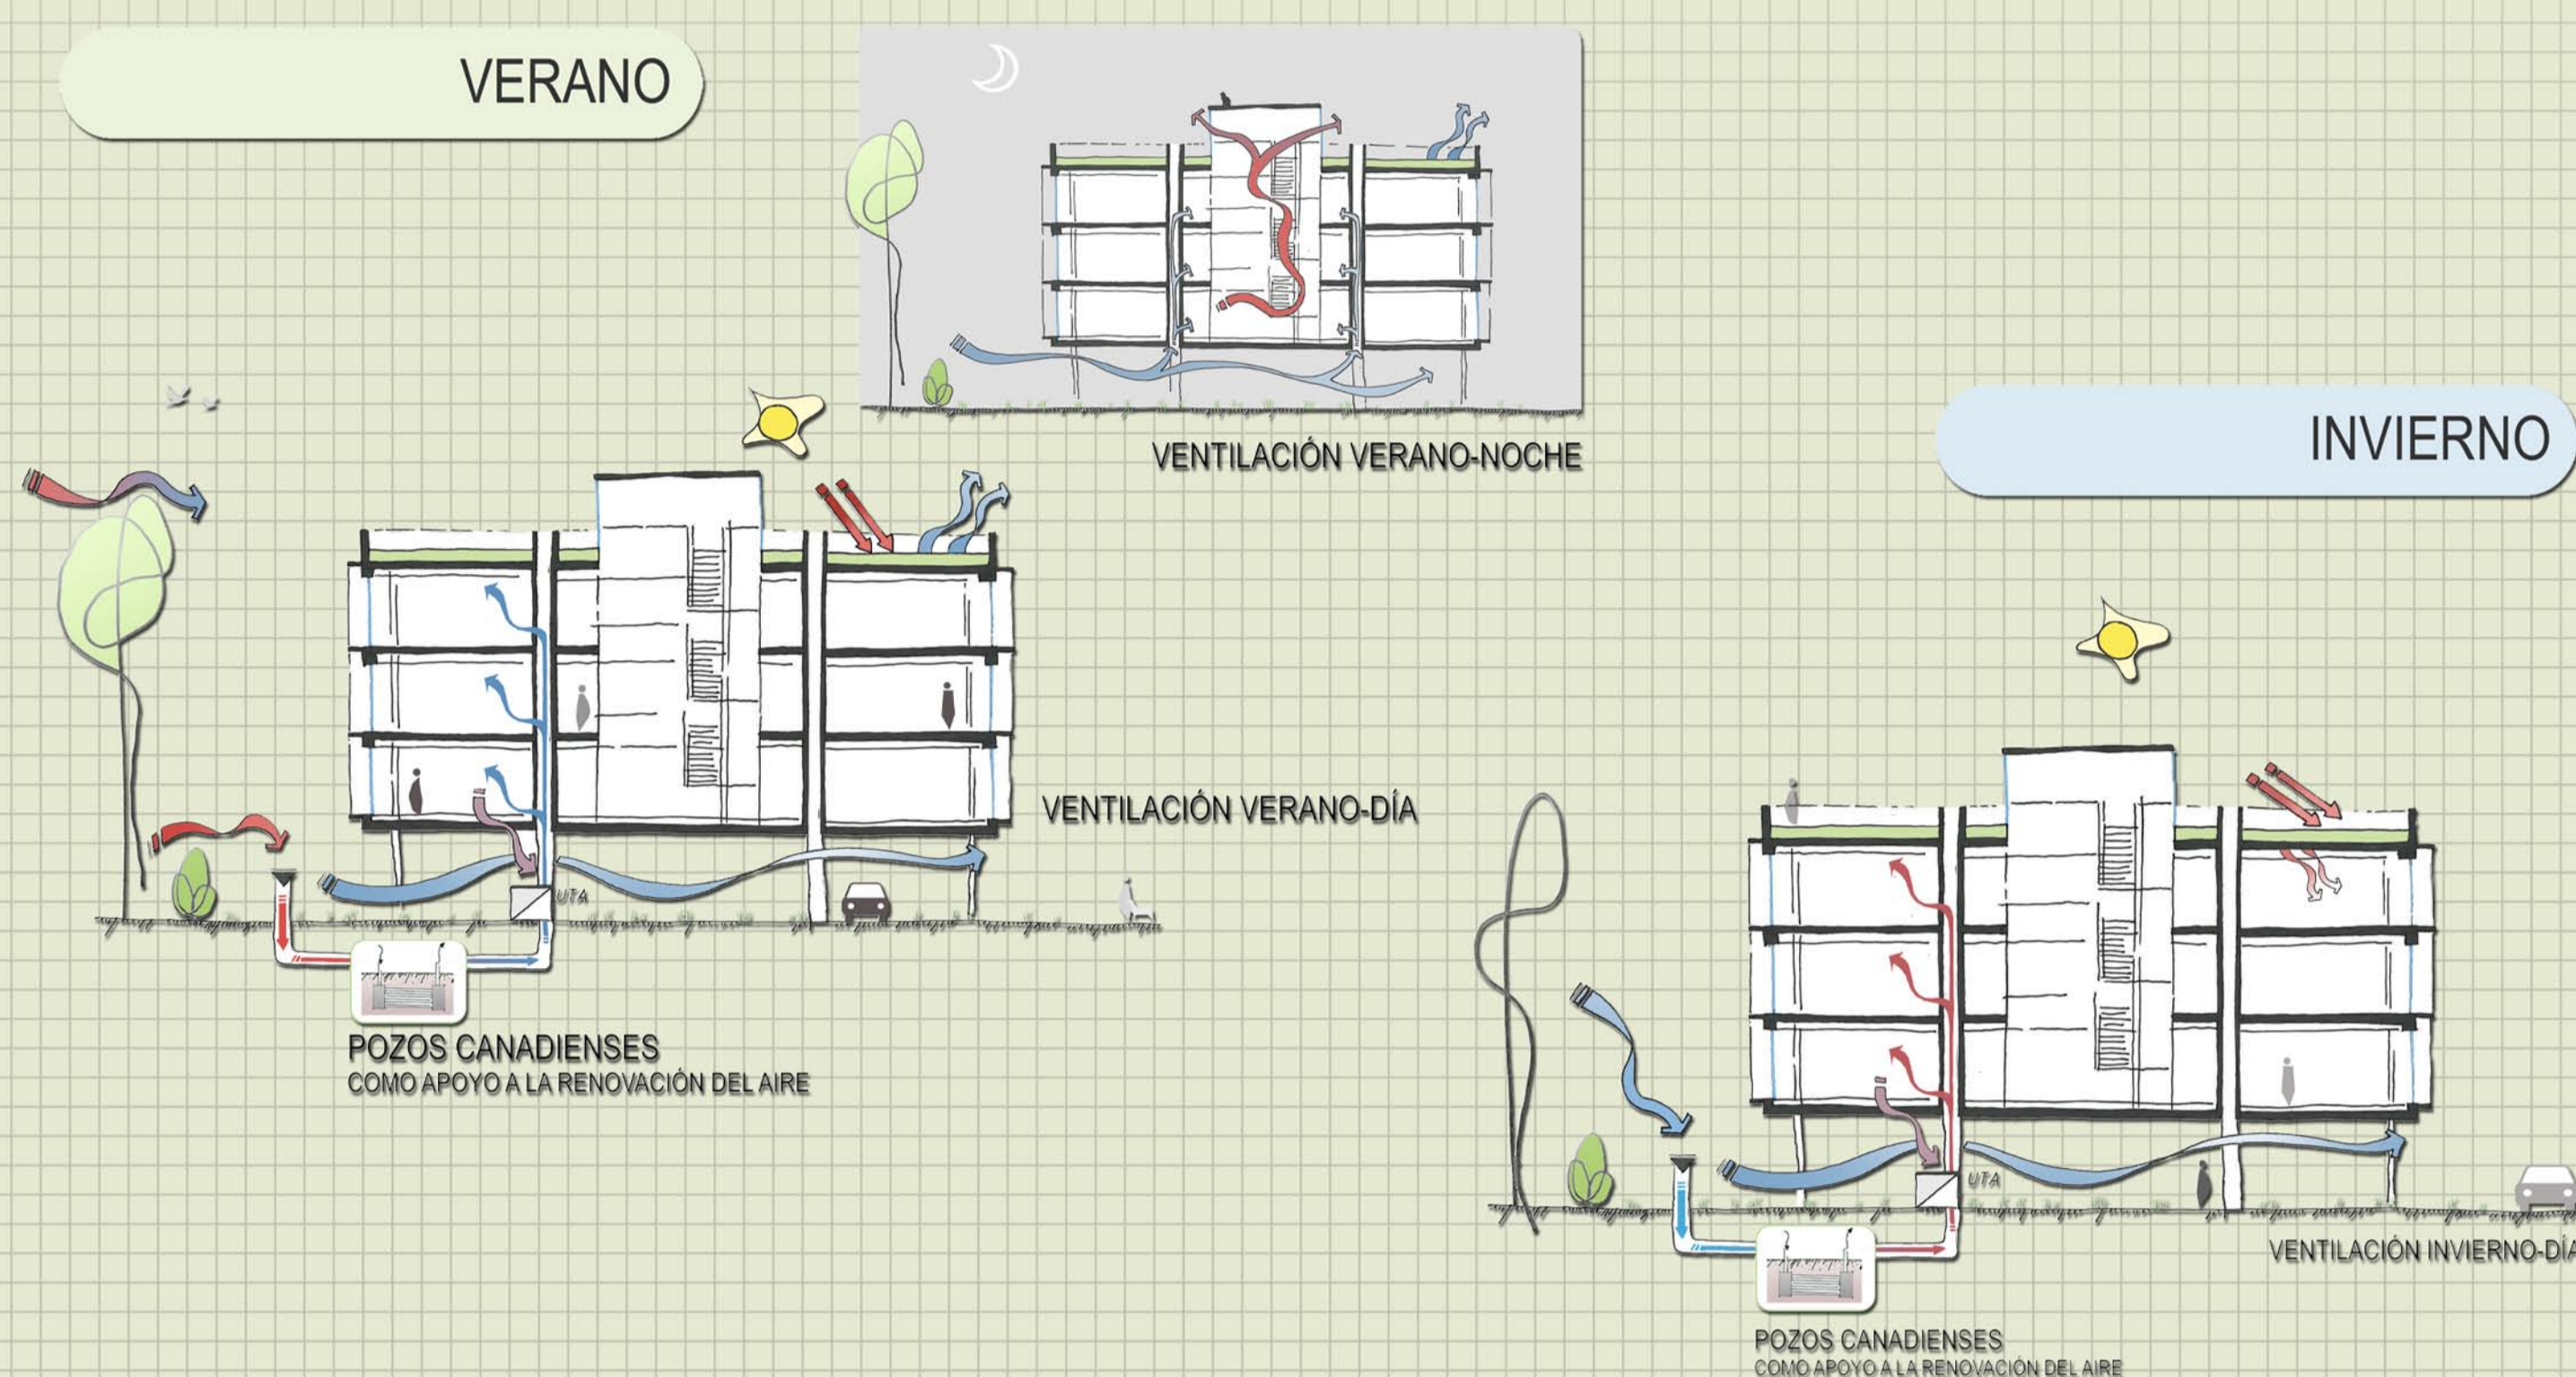 VERANO
VENTILACIÓN VERANO-NOCHE
INVIERNO
VENTILACIÓN VERANO-DÍA
UTA
POZOS CANADIENSES
COMO APOYO A LA RENOVACIÓN DEL AIRE
UTA
VENTILACIÓN INVIERNO-DÍA
POZOS CANADIENSES
COMO APOYO A LA RENOVACIÓN DEL AIRE